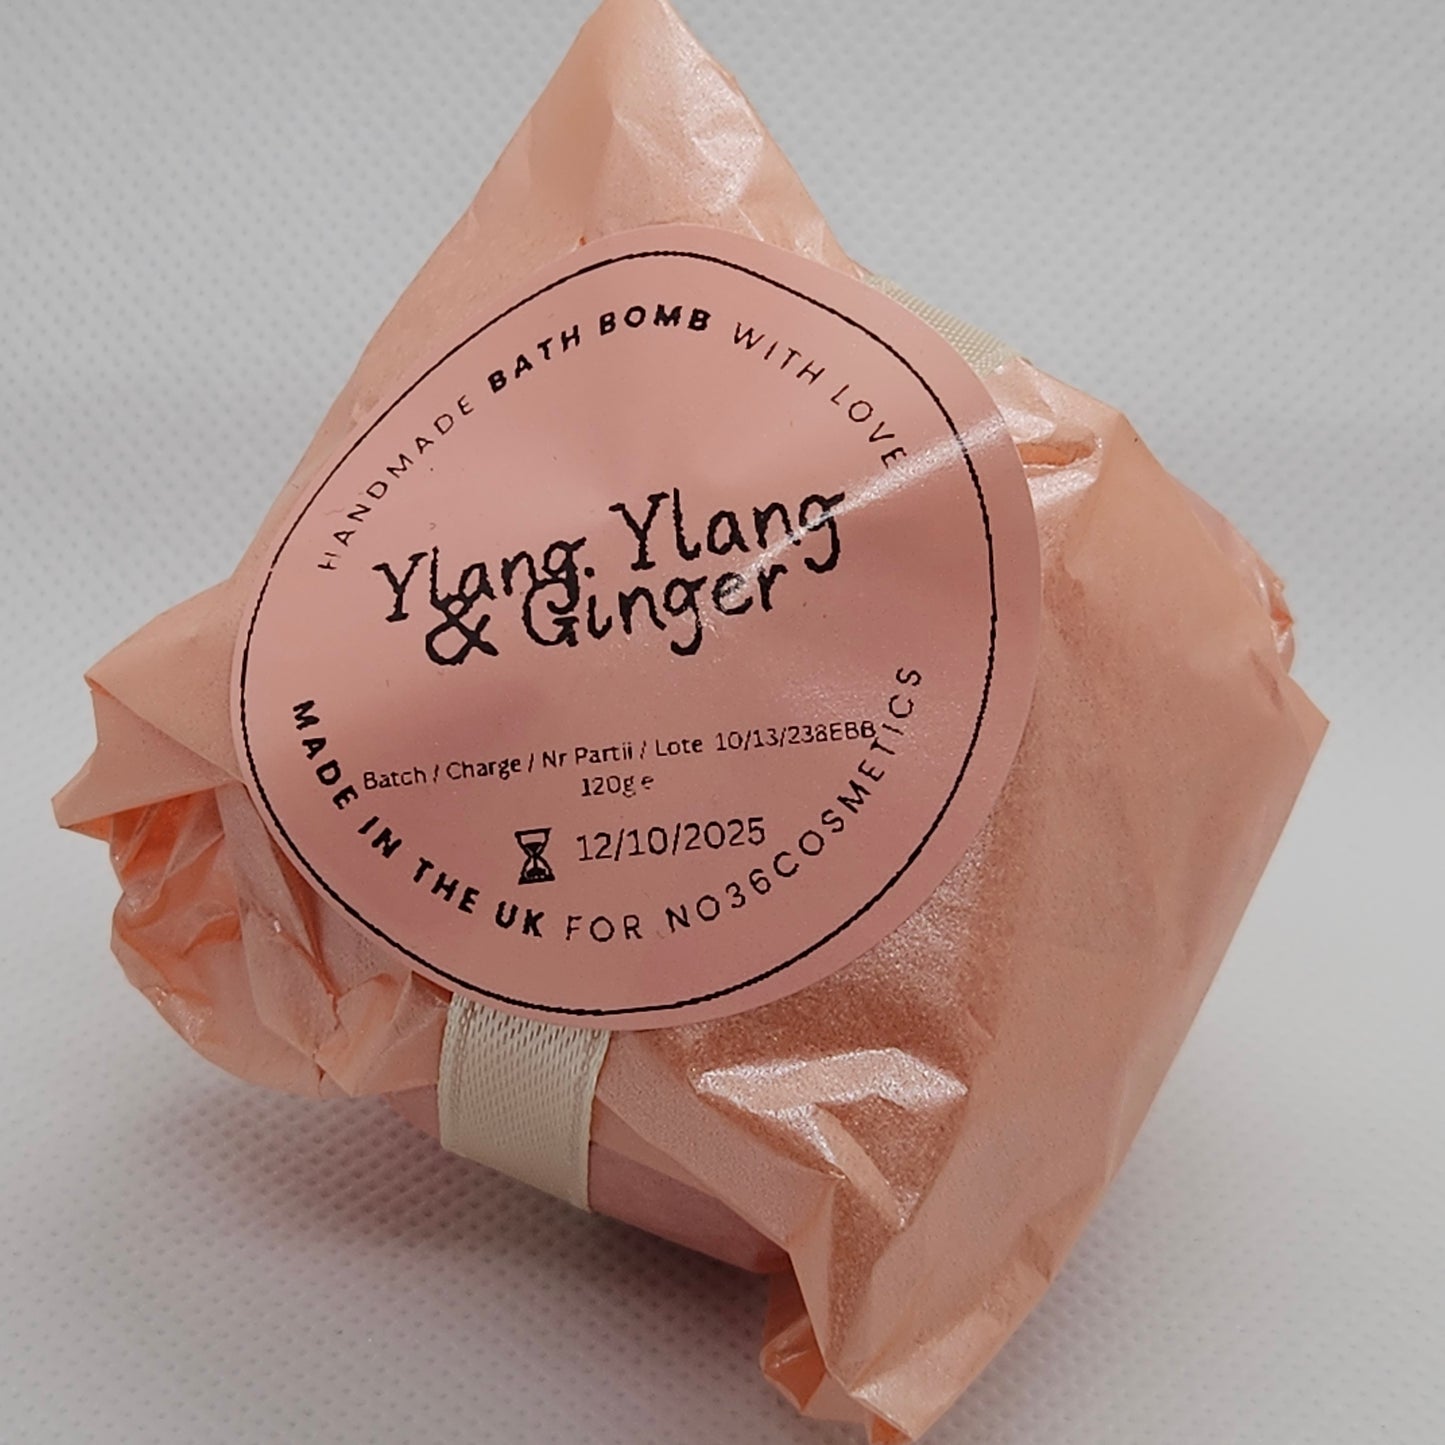 HANDMADE BATH BOMB WITH LOVE
Ylang Ylang
& Ginger
Batch / Charge / Nr Partii / Lote 10/13/238EBB
120g e
12/10/2025
MADE IN THE UK FOR NO36COSMETICS